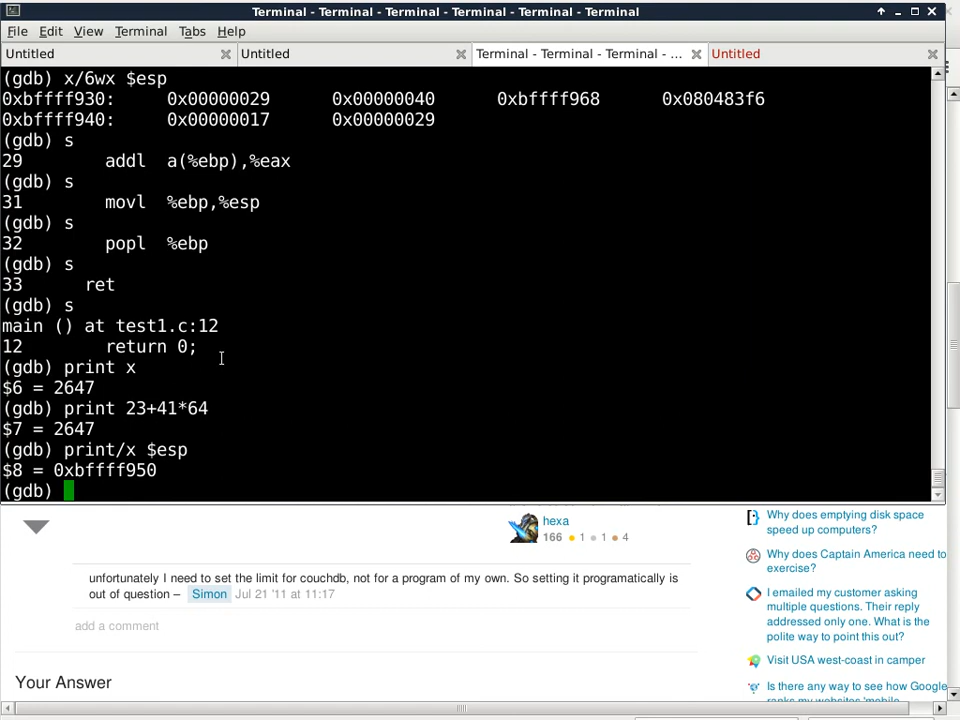 Terminal - Terminal - Terminal - Terminal - Terminal - Terminal
File Edit View Terminal Tabs Help
Untitled Untitled Terminal - Terminal - Terminal - ... Untitled
(gdb) x/6wx $esp
0xbffff930: 0x00000029 0x00000040 0xbffff968 0x080483f6
0xbffff940: 0x00000017 0x00000029
(gdb) s
29 addl a(%ebp),%eax
(gdb) s
31 movl %ebp,%esp
(gdb) s
32 popl %ebp
(gdb) s
33 ret
(gdb) s
main () at test1.c:12
12 return 0;
(gdb) print x
$6 = 2647
(gdb) print 23+41*64
$7 = 2647
(gdb) print/x $esp
$8 = 0xbffff950
(gdb)
hexa
166 1 1 4
unfortunately I need to set the limit for couchdb, not for a program of my own. So setting it programatically is
out of question – Simon Jul 21 '11 at 11:17
add a comment
Your Answer
Why does emptying disk space
speed up computers?
Why does Captain America need to
exercise?
I emailed my customer asking
multiple questions. Their reply
addressed only one. What is the
polite way to point this out?
Visit USA west-coast in camper
Is there any way to see how Google
ranks my websites 'mobile